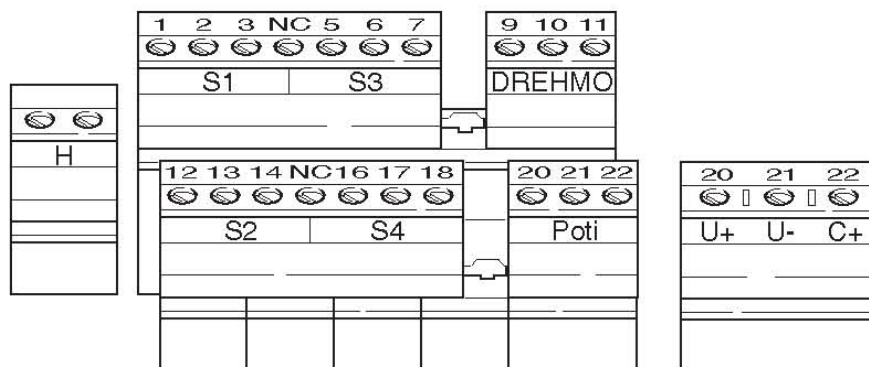 1 2 3 NC 5 6 7
9 10 11
S1 S3
DREHMO
H
12 13 14 NC 16 17 18
20 21 22
20 21 22
S2 S4
Poti
U+ U- C+